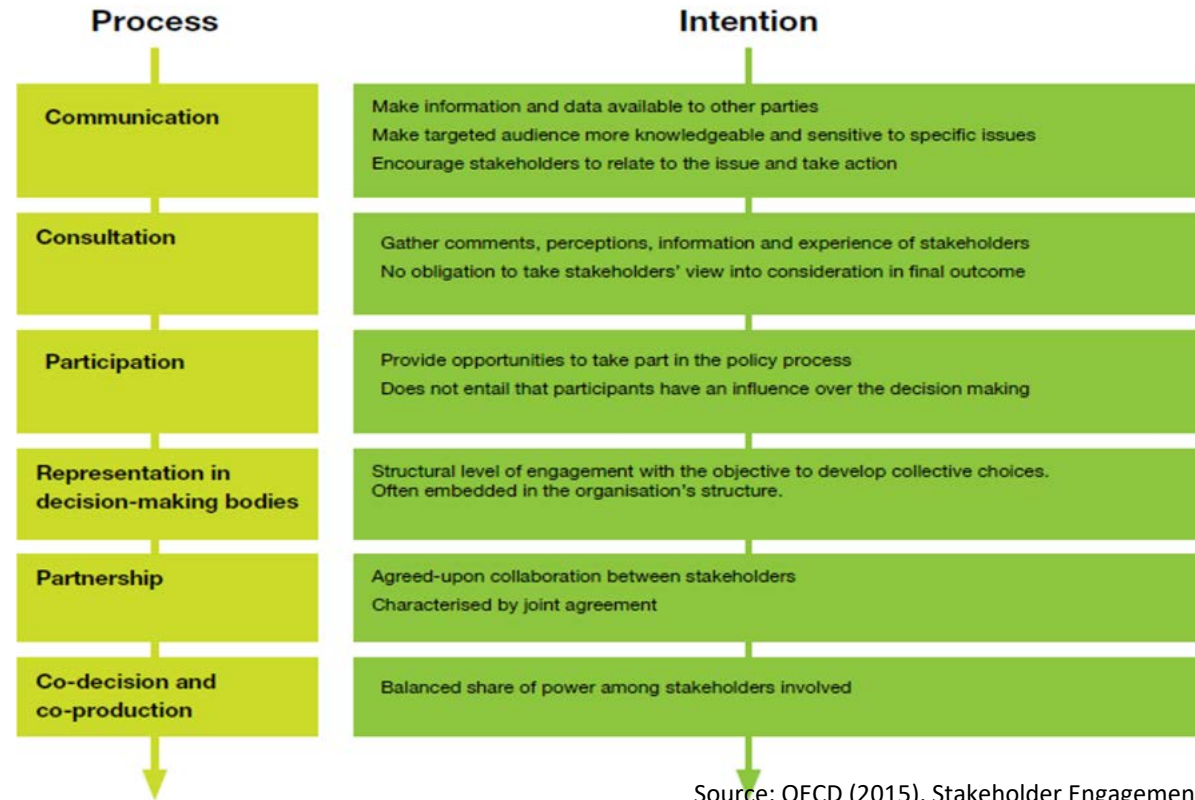 Process
Intention
Communication
Make information and data available to other parties
Make targeted audience more knowledgeable and sensitive to specific issues
Encourage stakeholders to relate to the issue and take action
Consultation
Gather comments, perceptions, information and experience of stakeholders
No obligation to take stakeholders' view into consideration in final outcome
Participation
Provide opportunities to take part in the policy process
Does not entail that participants have an influence over the decision making
Representation in
decision-making bodies
Structural level of engagement with the objective to develop collective choices.
Often embedded in the organisation's structure.
Partnership
Agreed-upon collaboration between stakeholders
Characterised by joint agreement
Co-decision and
co-production
Balanced share of power among stakeholders involved
Source: OECD (2015), Stakeholder Engagemen